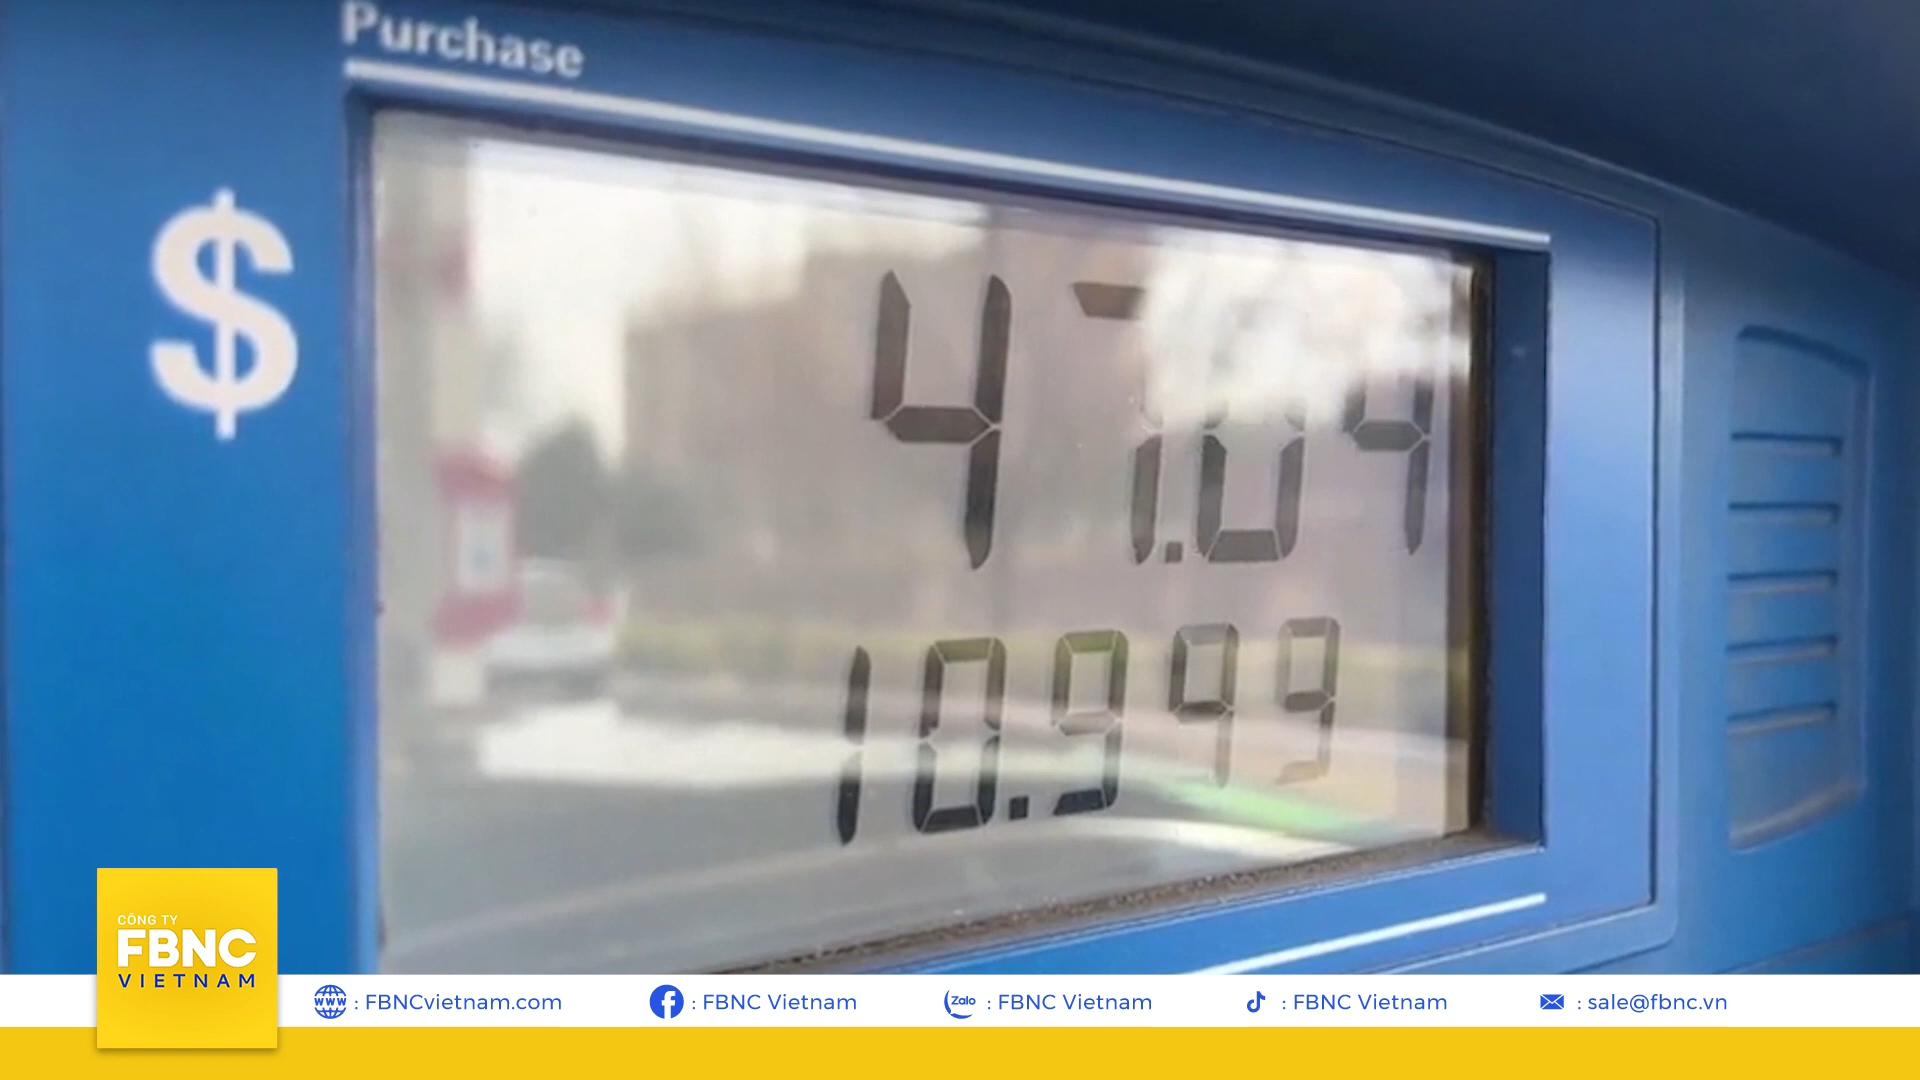 Purchase
$
47.04
10.999
CÔNG TY
FBNC
VIETNAM
www : FBNCvietnam.com
f : FBNC Vietnam
Zalo : FBNC Vietnam
: FBNC Vietnam
: sale@fbnc.vn